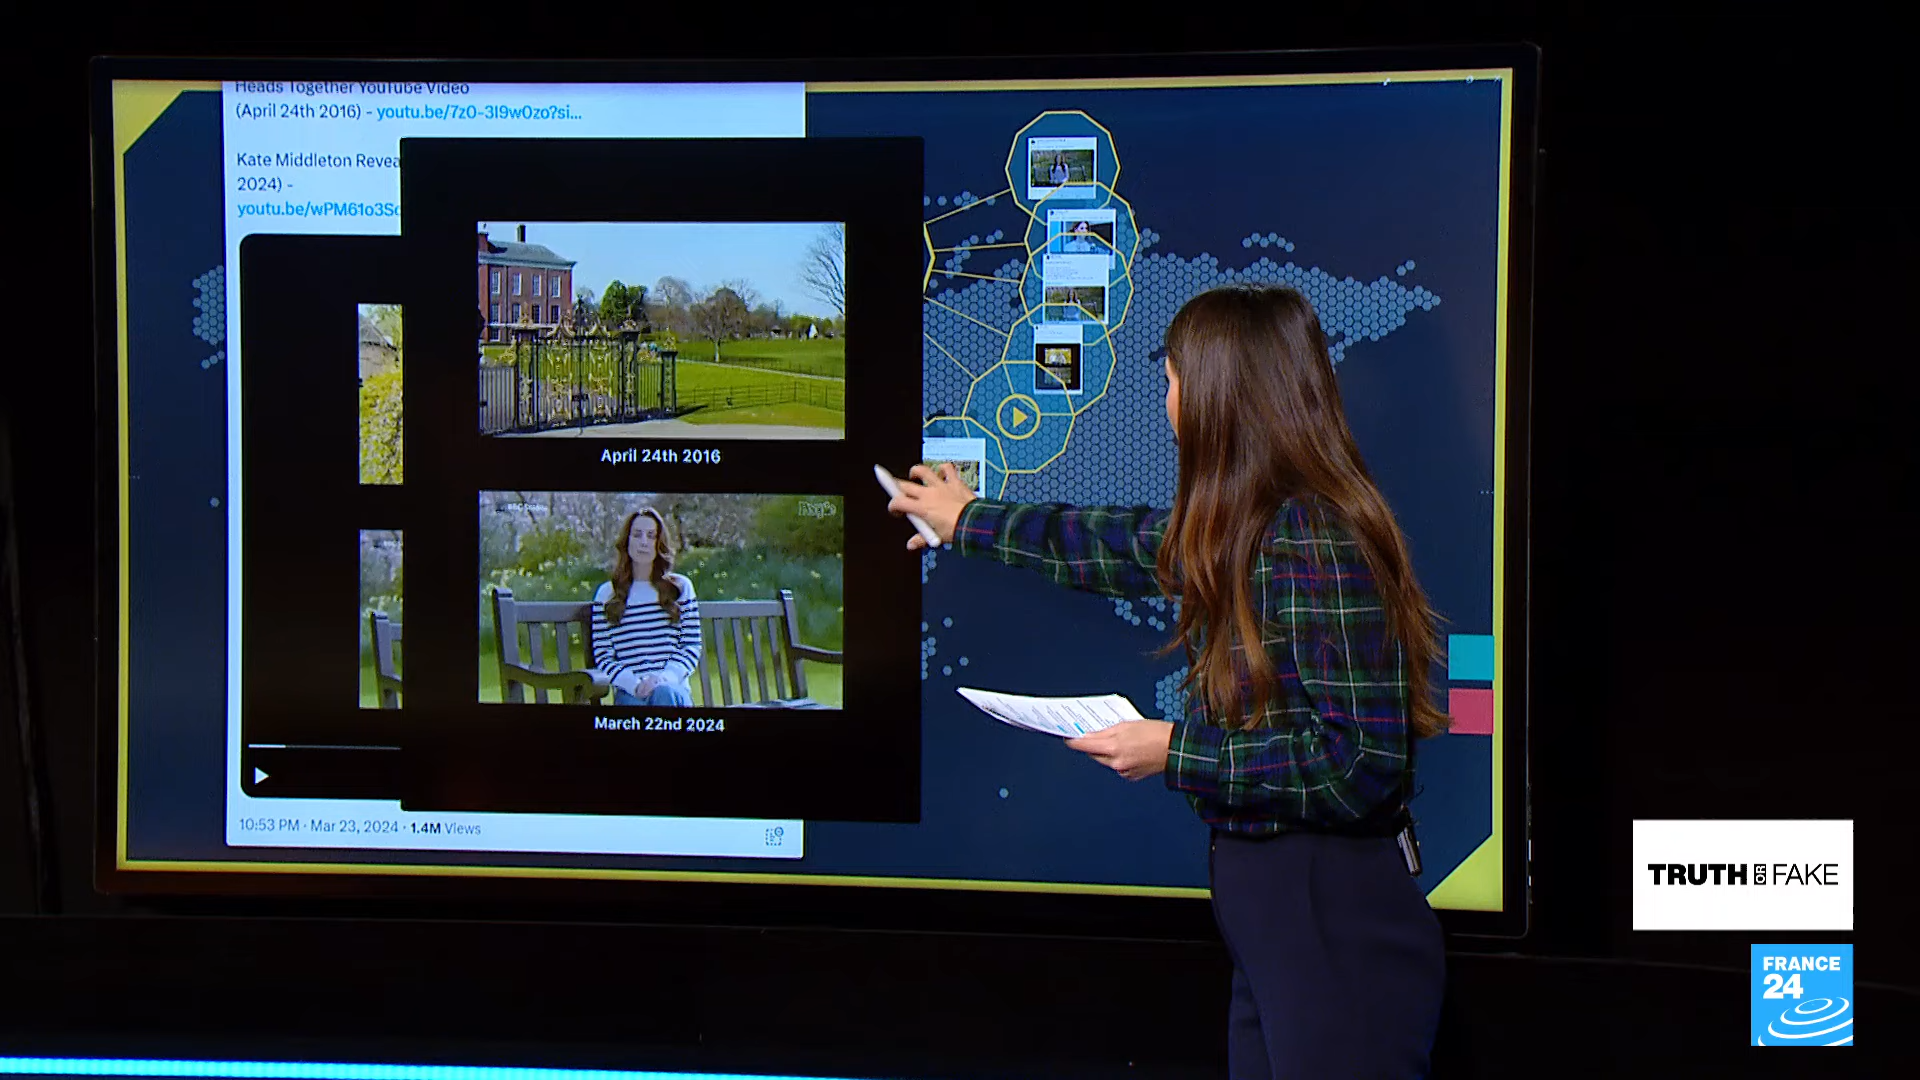 Heads Together YouTube Video
(April 24th 2016) - youtu.be/7z0-3I9w0zo?si...
Kate Middleton Revea
2024) -
youtu.be/wPM61o3Sc
April 24th 2016
March 22nd 2024
10:53 PM · Mar 23, 2024 · 1.4M Views
TRUTH OR FAKE
FRANCE
24